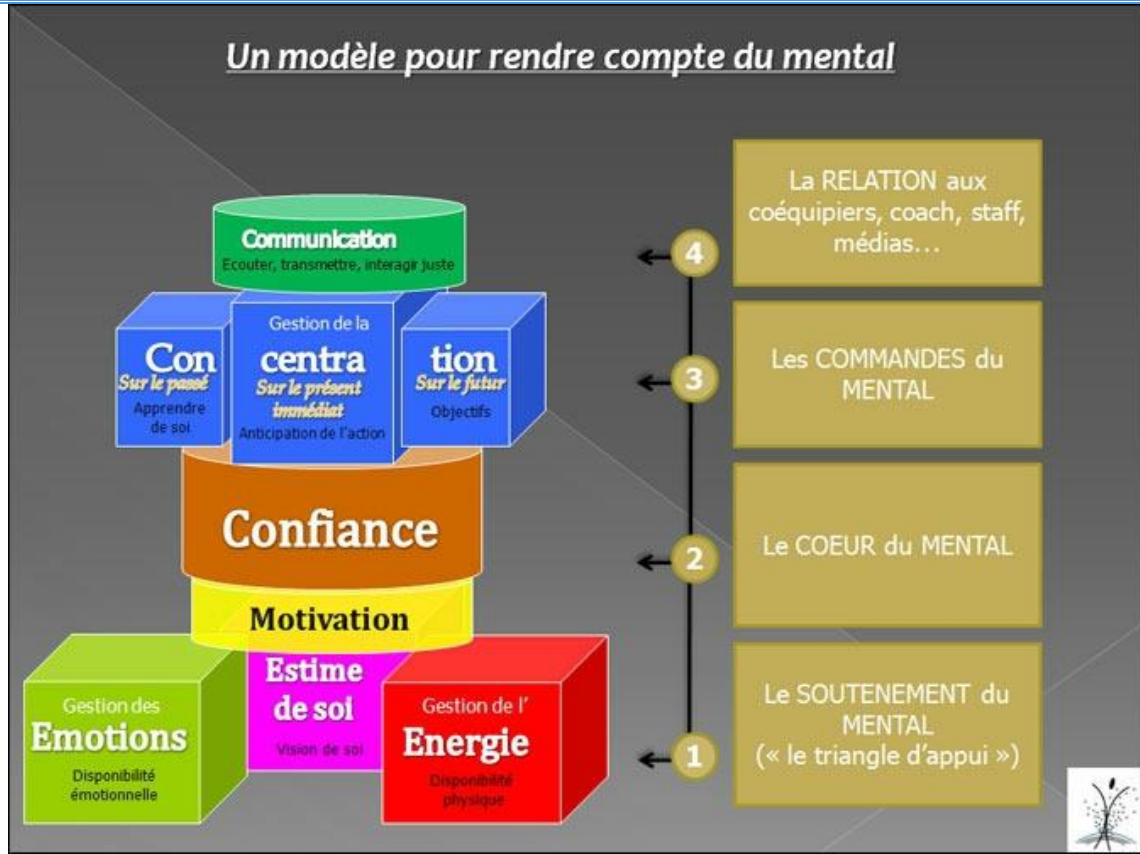 Un modèle pour rendre compte du mental
Communication
Ecouter, transmettre, interagir juste
Con
Sur le passé
Apprendre
de soi
Gestion de la
centra
Sur le présent
immédiat
Anticipation de l'action
tion
Sur le futur
Objectifs
Confiance
Motivation
Gestion des
Emotions
Disponibilité
émotionnelle
Estime
de soi
Vision de soi
Gestion de l'
Energie
Disponibilité
physique
4
La RELATION aux
coéquipiers, coach, staff,
médias...
3
Les COMMANDES du
MENTAL
2
Le COEUR du MENTAL
1
Le SOUTENEMENT du
MENTAL
(« le triangle d'appui »)